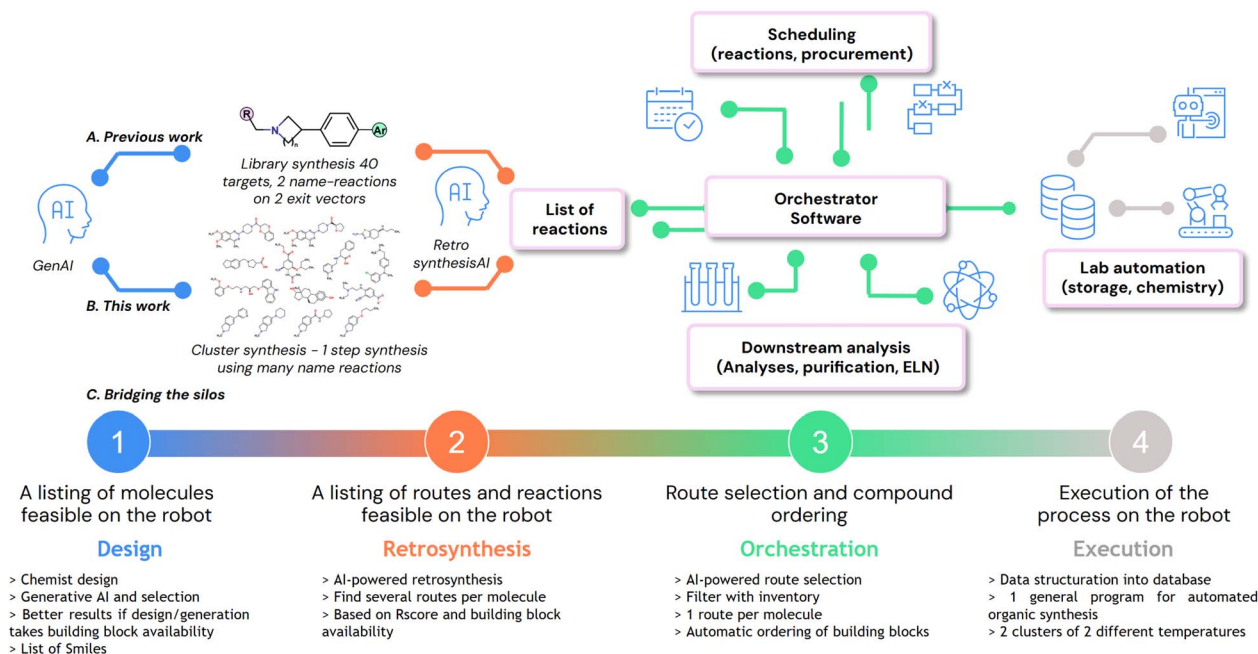 A. Previous work
R
N
( )n
Ar
Library synthesis 40
targets, 2 name-reactions
on 2 exit vectors
AI
GenAI
B. This work
Cluster synthesis - 1 step synthesis
using many name reactions
AI
Retro
synthesisAI
List of
reactions
Scheduling
(reactions, procurement)
Orchestrator
Software
Downstream analysis
(Analyses, purification, ELN)
Lab automation
(storage, chemistry)
C. Bridging the silos
1
2
3
4
A listing of molecules
feasible on the robot
Design
> Chemist design
> Generative AI and selection
> Better results if design/generation
takes building block availability
> List of Smiles
A listing of routes and reactions
feasible on the robot
Retrosynthesis
> AI-powered retrosynthesis
> Find several routes per molecule
> Based on Rscore and building block
availability
Route selection and compound
ordering
Orchestration
> AI-powered route selection
> Filter with inventory
> 1 route per molecule
> Automatic ordering of building blocks
Execution of the
process on the robot
Execution
> Data structuration into database
> 1 general program for automated
organic synthesis
> 2 clusters of 2 different temperatures